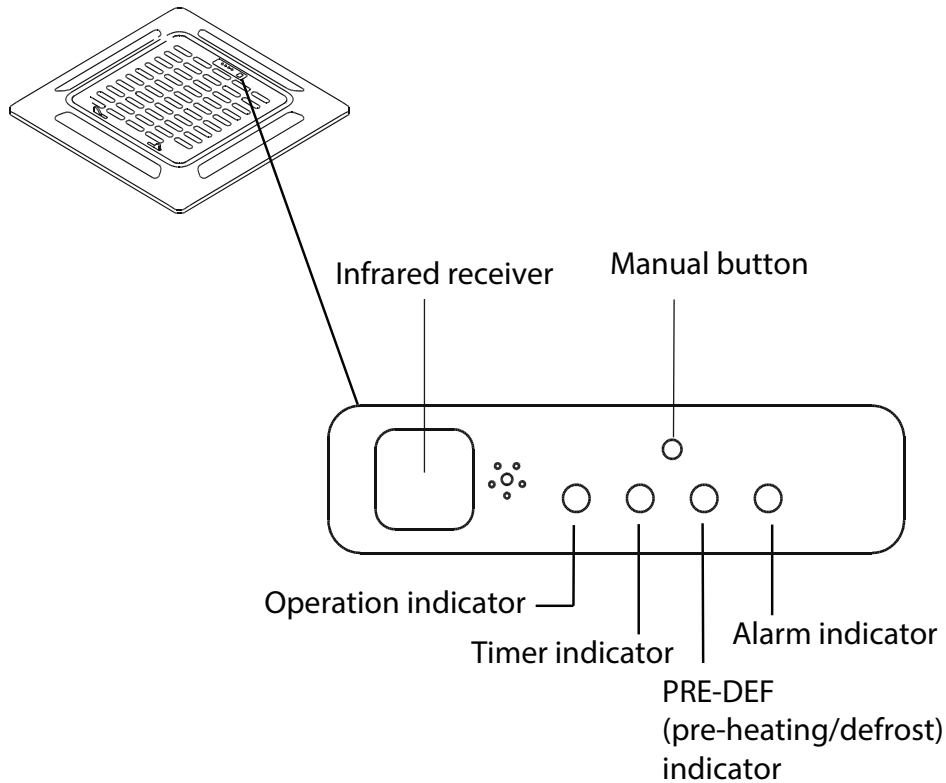 Infrared receiver
Manual button
Operation indicator
Timer indicator
Alarm indicator
PRE-DEF
(pre-heating/defrost)
indicator